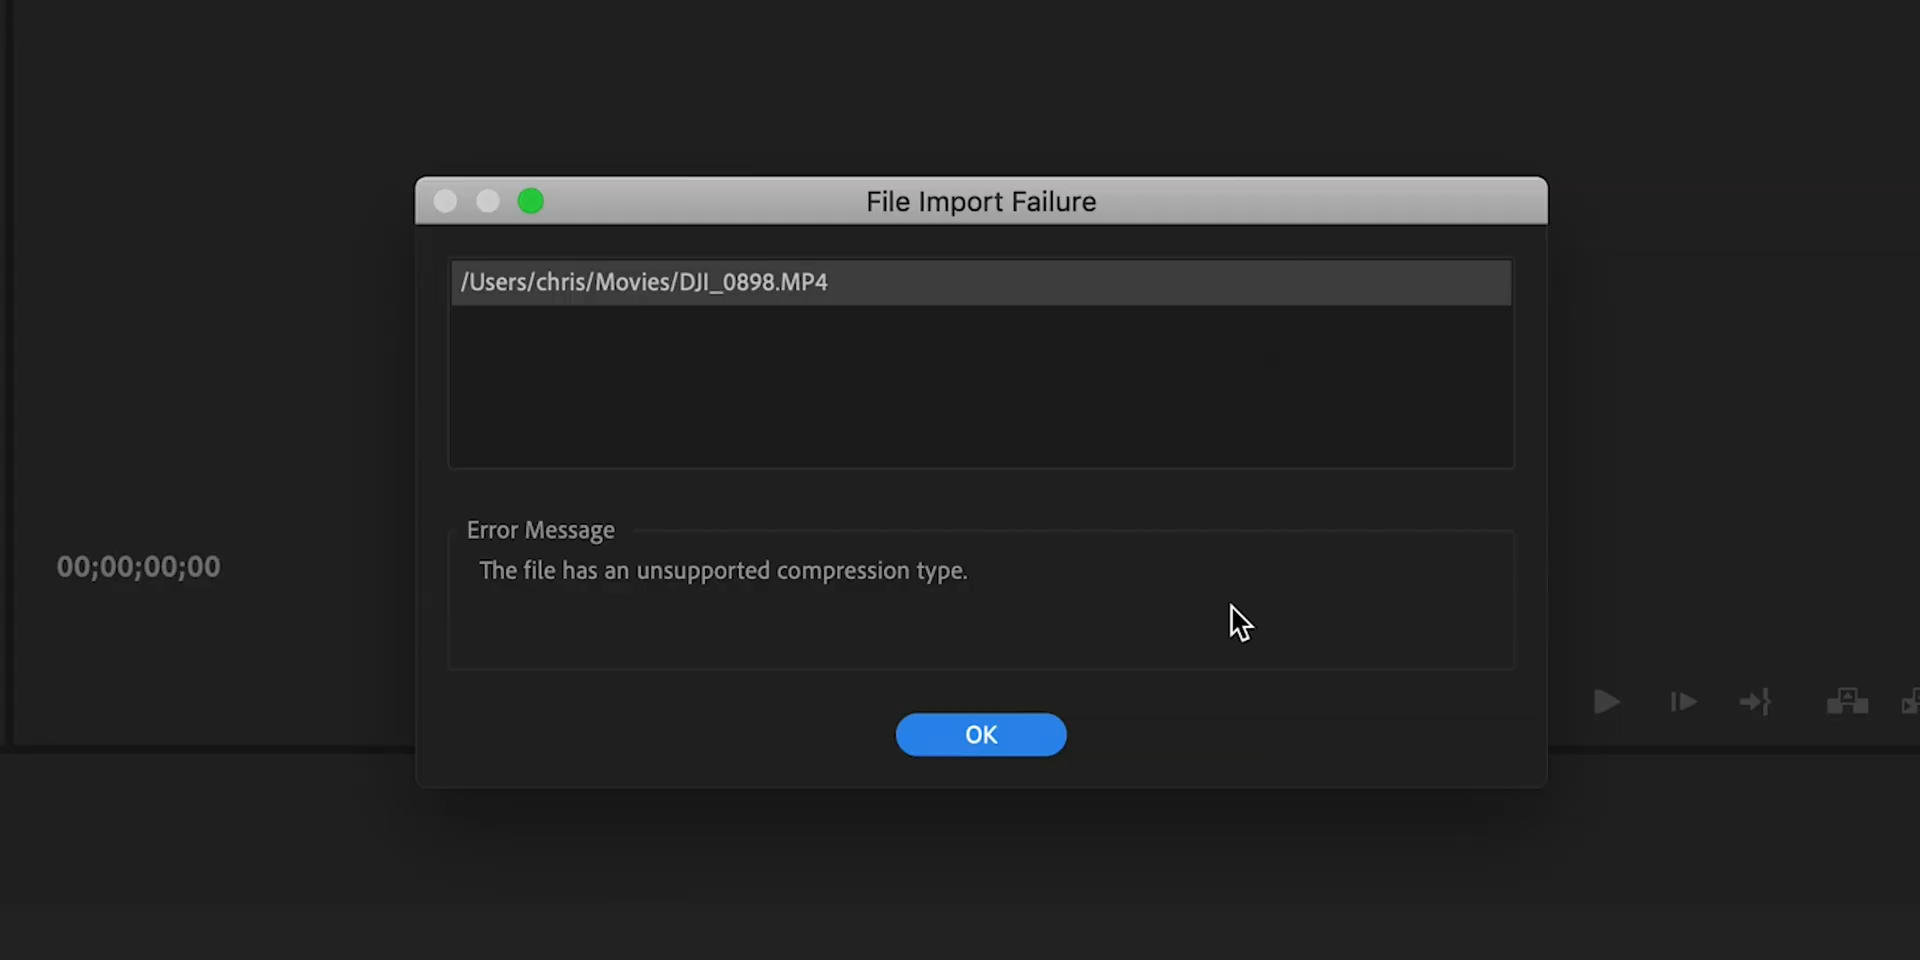 File Import Failure
/Users/chris/Movies/DJI_0898.MP4
Error Message
The file has an unsupported compression type.
00;00;00;00
OK